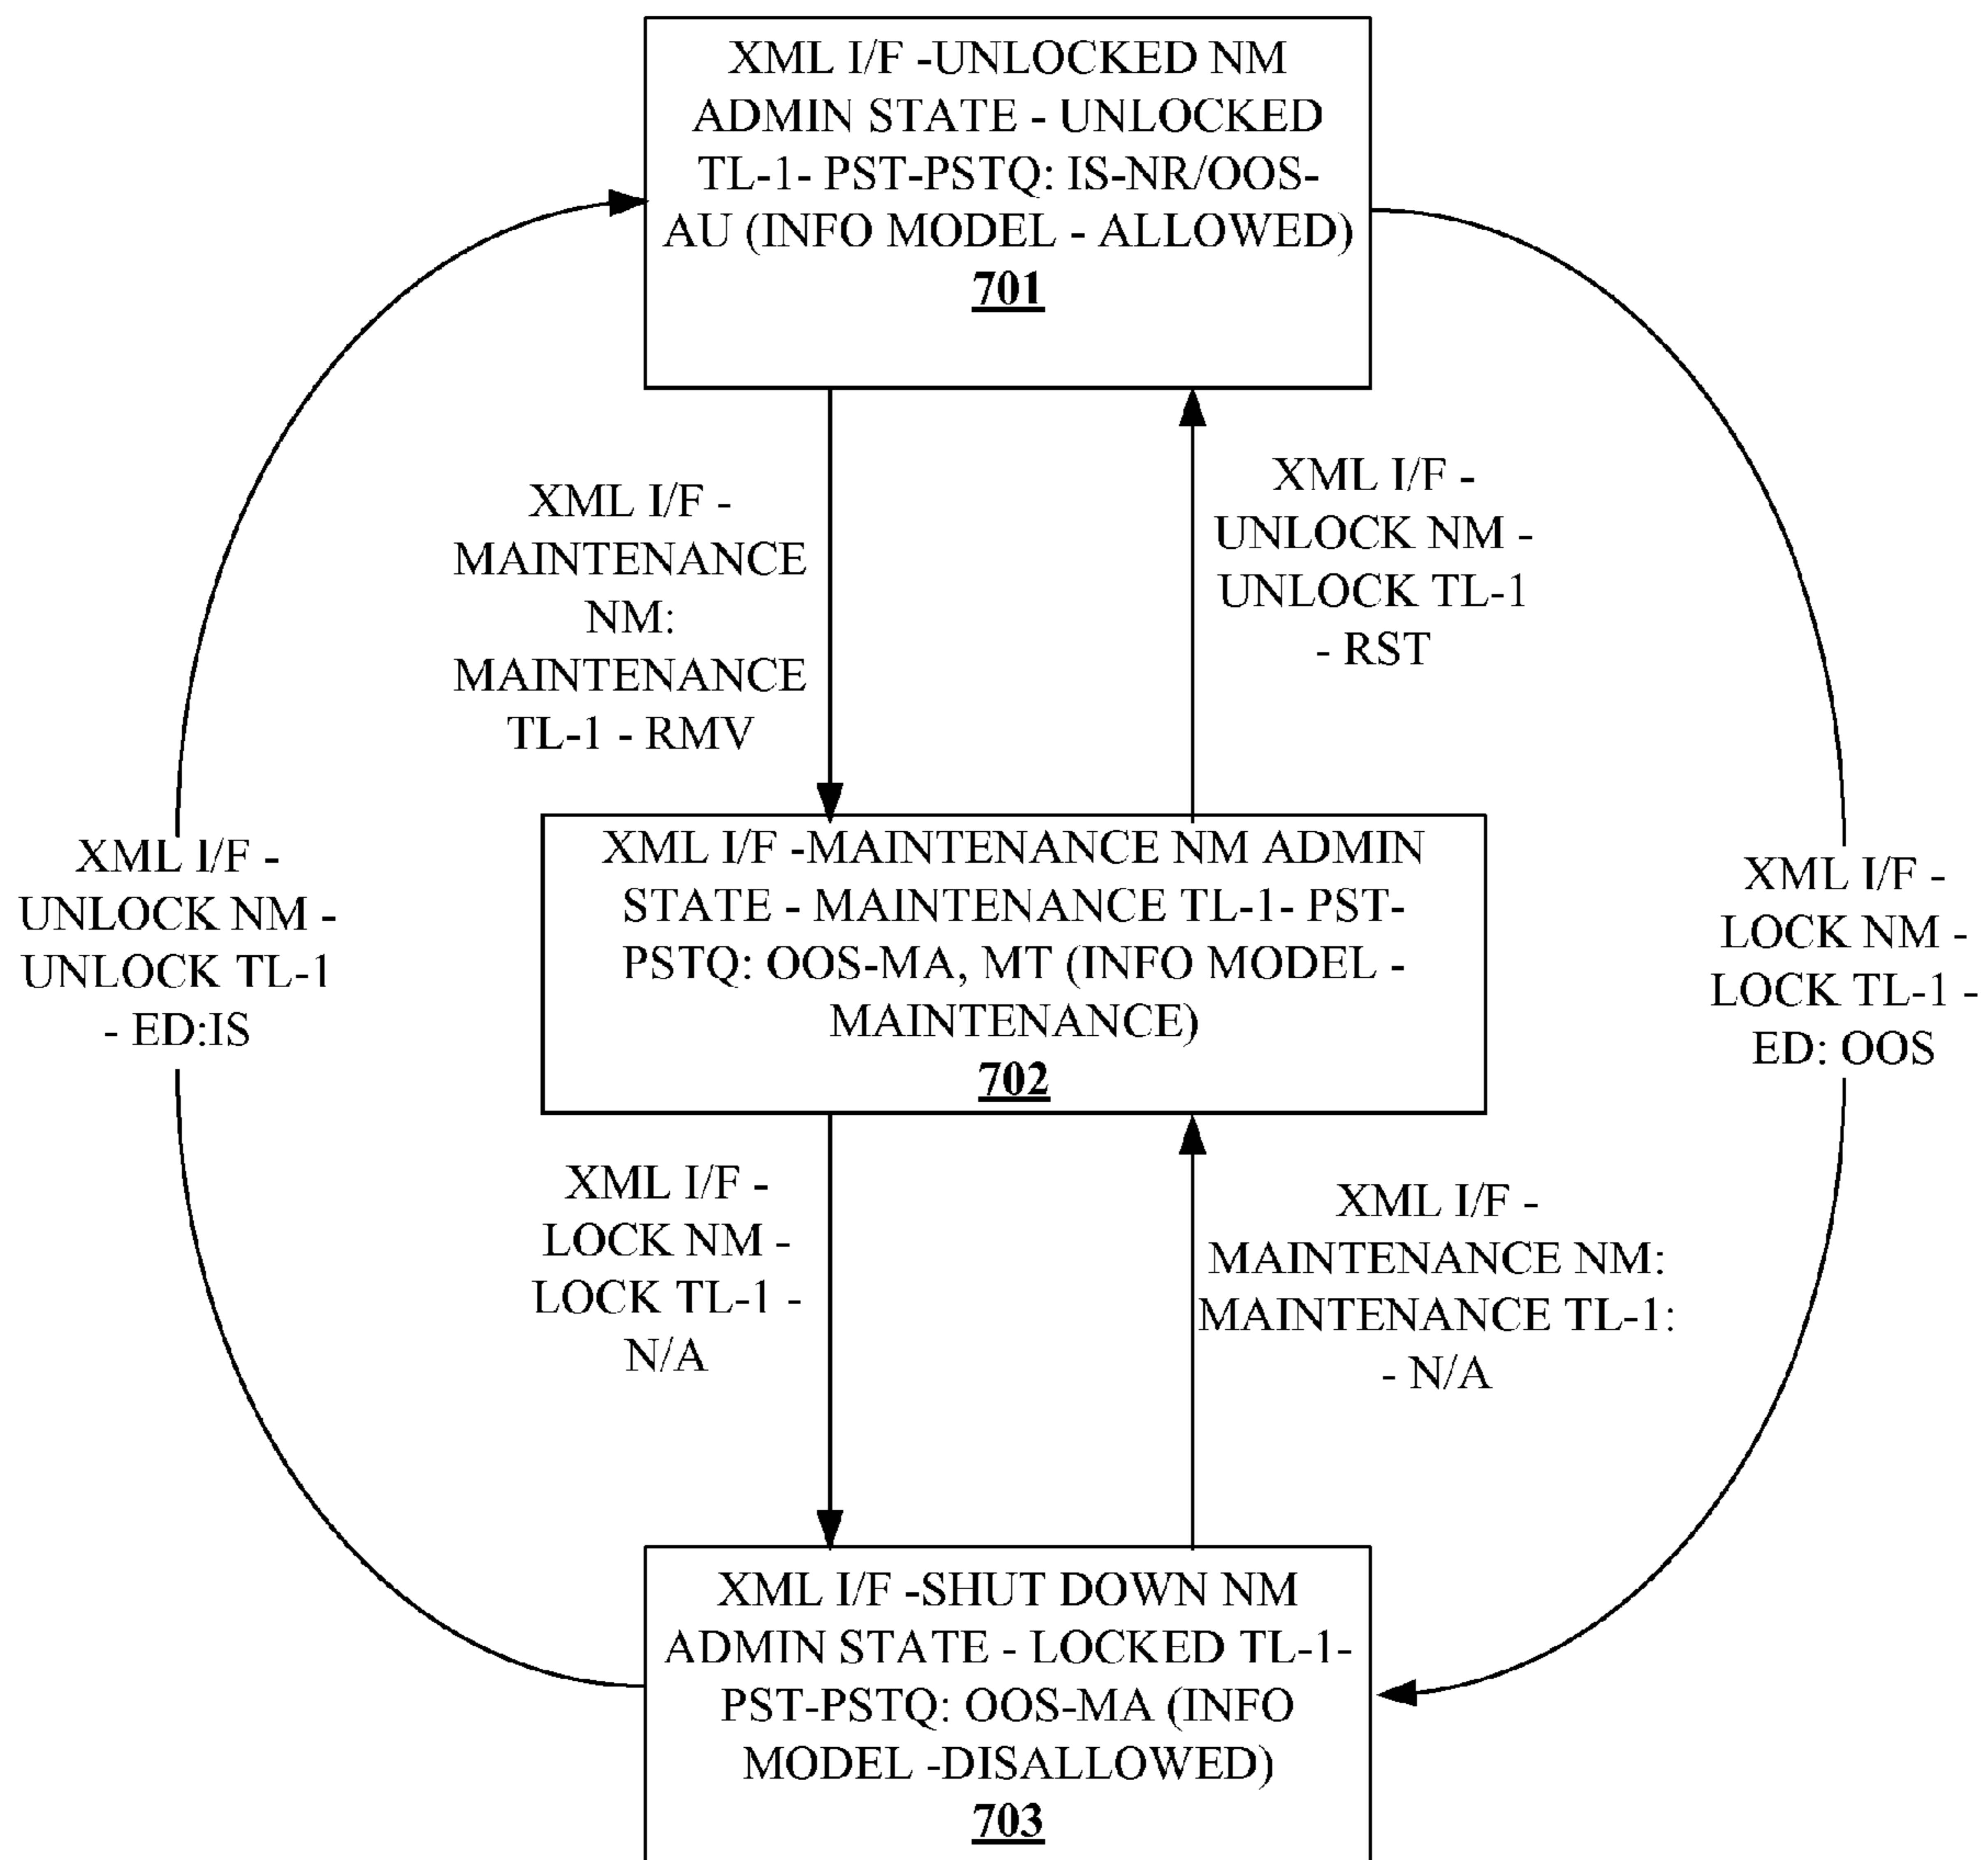 XML I/F -UNLOCKED NM
ADMIN STATE - UNLOCKED
TL-1- PST-PSTQ: IS-NR/OOS-
AU (INFO MODEL - ALLOWED)
701
XML I/F -
MAINTENANCE
NM:
MAINTENANCE
TL-1 - RMV
XML I/F -
UNLOCK NM -
UNLOCK TL-1
- RST
XML I/F -
UNLOCK NM -
UNLOCK TL-1
- ED:IS
XML I/F -MAINTENANCE NM ADMIN
STATE - MAINTENANCE TL-1- PST-
PSTQ: OOS-MA, MT (INFO MODEL -
MAINTENANCE)
702
XML I/F -
LOCK NM -
LOCK TL-1 -
ED: OOS
XML I/F -
LOCK NM -
LOCK TL-1 -
N/A
XML I/F -
MAINTENANCE NM:
MAINTENANCE TL-1:
- N/A
XML I/F -SHUT DOWN NM
ADMIN STATE - LOCKED TL-1-
PST-PSTQ: OOS-MA (INFO
MODEL -DISALLOWED)
703